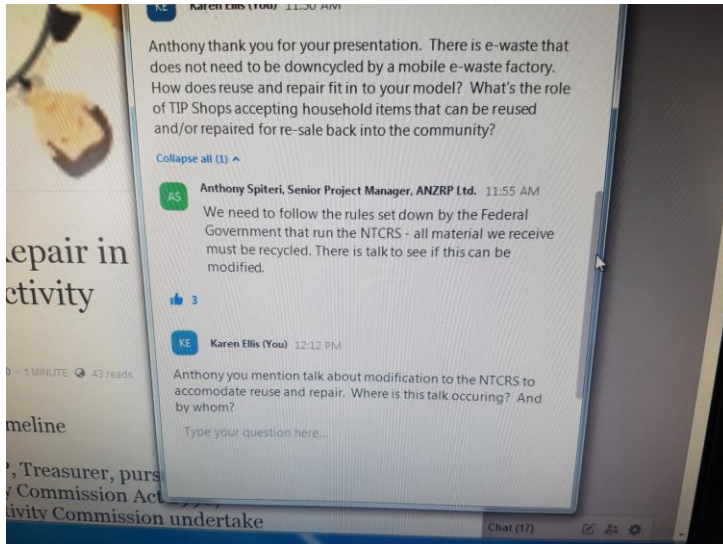 KE Karen Ellis (You) 11:50 AM
Anthony thank you for your presentation.  There is e-waste that
does not need to be downcycled by a mobile e-waste factory.
How does reuse and repair fit in to your model?  What's the role
of TIP Shops accepting household items that can be reused
and/or repaired for re-sale back into the community?
Collapse all (1)
AS Anthony Spiteri, Senior Project Manager, ANZRP Ltd. 11:55 AM
We need to follow the rules set down by the Federal
Government that run the NTCRS - all material we receive
must be recycled. There is talk to see if this can be
modified.
3
KE Karen Ellis (You) 12:12 PM
Anthony you mention talk about modification to the NTCRS to
accomodate reuse and repair.  Where is this talk occuring?  And
by whom?
Type your question here...
epair in
ctivity
1 MINUTE 43 reads
meline
, Treasurer, purs
Commission Act
ivity Commission undertake
Chat (17)